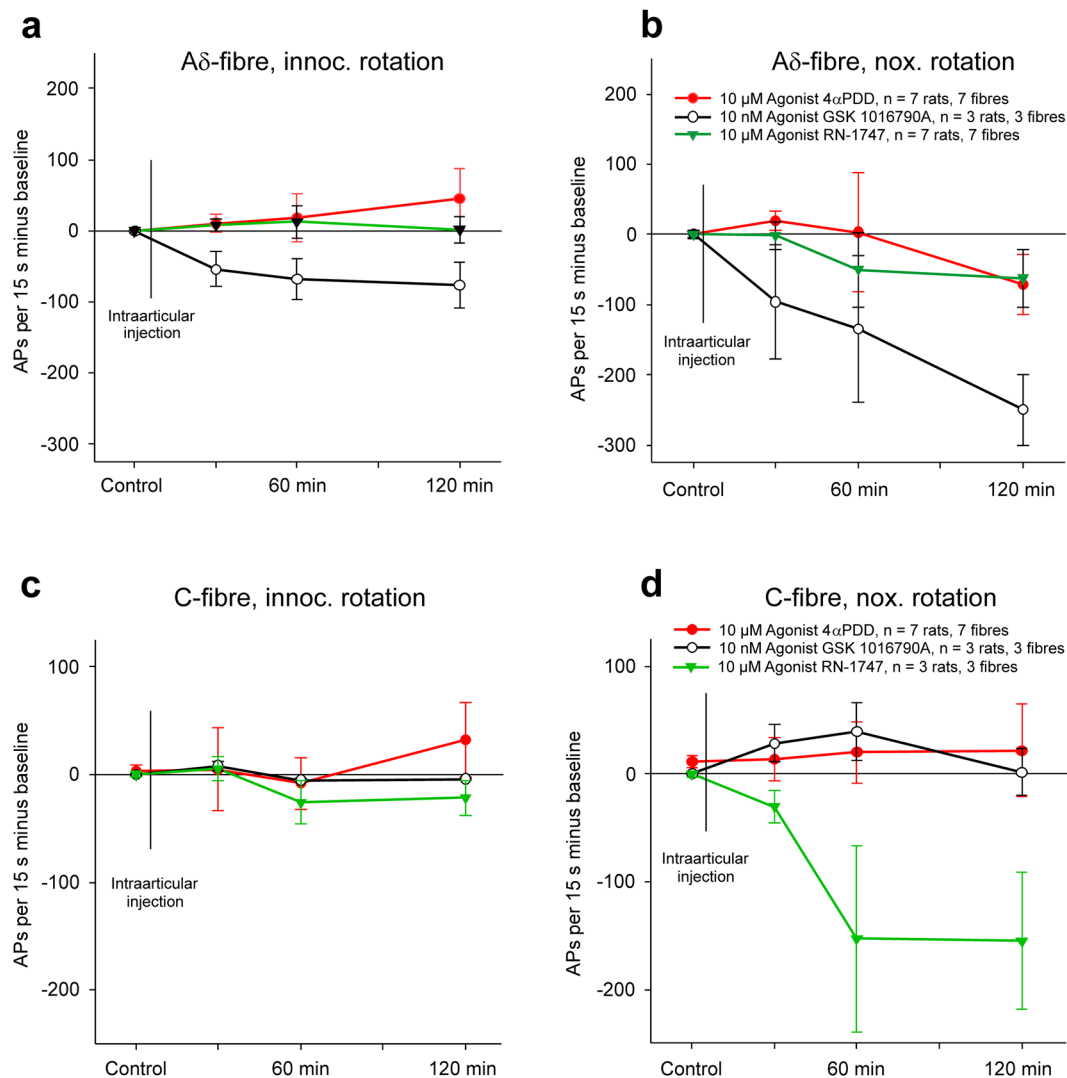 a
Aδ-fibre, innoc. rotation
APs per 15 s minus baseline
200
100
0
-100
-200
-300
Intraarticular
injection
Control
60 min
120 min
b
Aδ-fibre, nox. rotation
10 µM Agonist 4αPDD, n = 7 rats, 7 fibres
10 nM Agonist GSK 1016790A, n = 3 rats, 3 fibres
10 µM Agonist RN-1747, n = 7 rats, 7 fibres
APs per 15 s minus baseline
200
100
0
-100
-200
-300
Intraarticular
injection
Control
60 min
120 min
c
C-fibre, innoc. rotation
APs per 15 s minus baseline
100
0
-100
-200
Intraarticular
injection
Control
60 min
120 min
d
C-fibre, nox. rotation
10 µM Agonist 4αPDD, n = 7 rats, 7 fibres
10 nM Agonist GSK 1016790A, n = 3 rats, 3 fibres
10 µM Agonist RN-1747, n = 3 rats, 3 fibres
APs per 15 s minus baseline
100
0
-100
-200
Intraarticular
injection
Control
60 min
120 min